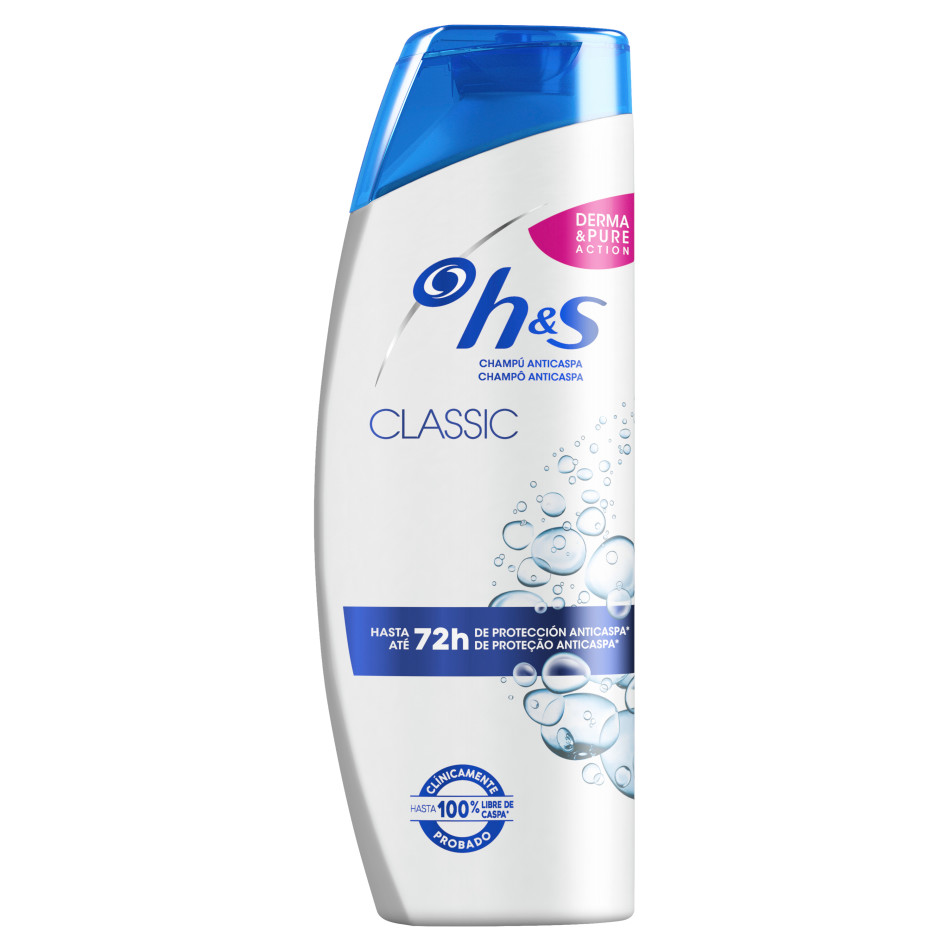 DERMA
&PURE
ACTION
h&s
CHAMPÚ ANTICASPA
CHAMPÔ ANTICASPA
CLASSIC
HASTA 72h DE PROTECCIÓN ANTICASPA*
ATÉ DE PROTEÇÃO ANTICASPA*
CLÍNICAMENTE
HASTA 100% LIBRE DE
CASPA*
PROBADO